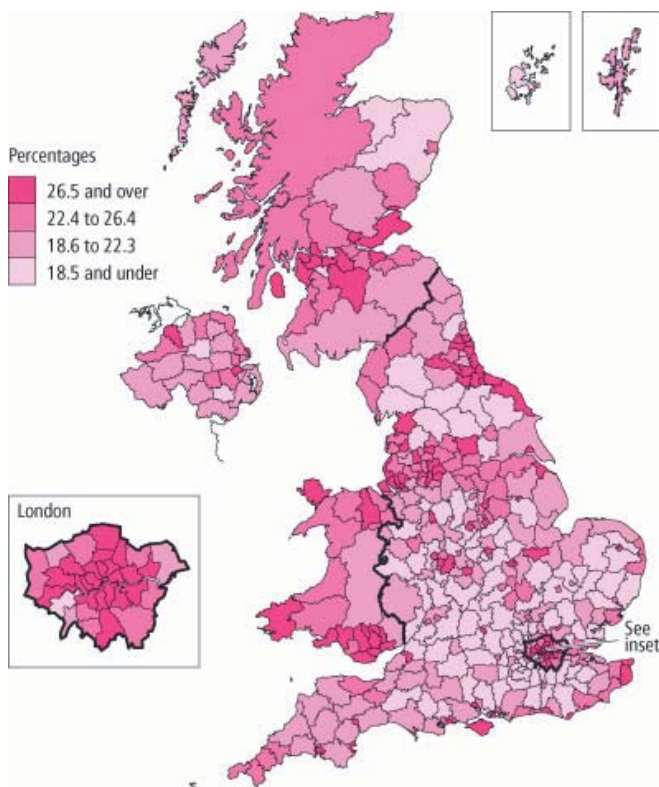 Percentages
26.5 and over
22.4 to 26.4
18.6 to 22.3
18.5 and under
London
See
inset